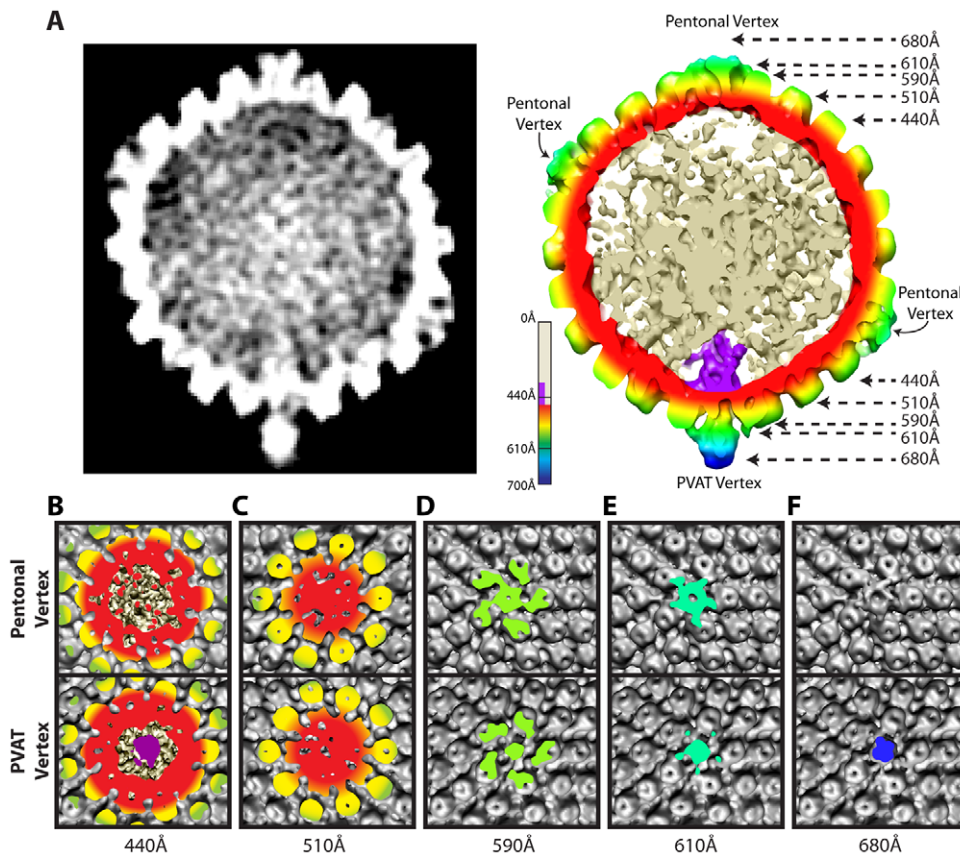 A
Pentonal Vertex
680Å
610Å
590Å
510Å
440Å
Pentonal
Vertex
Pentonal
Vertex
0Å
440Å
610Å
700Å
440Å
510Å
590Å
610Å
680Å
PVAT Vertex
B
C
D
E
F
Pentonal
Vertex
PVAT
Vertex
440Å
510Å
590Å
610Å
680Å